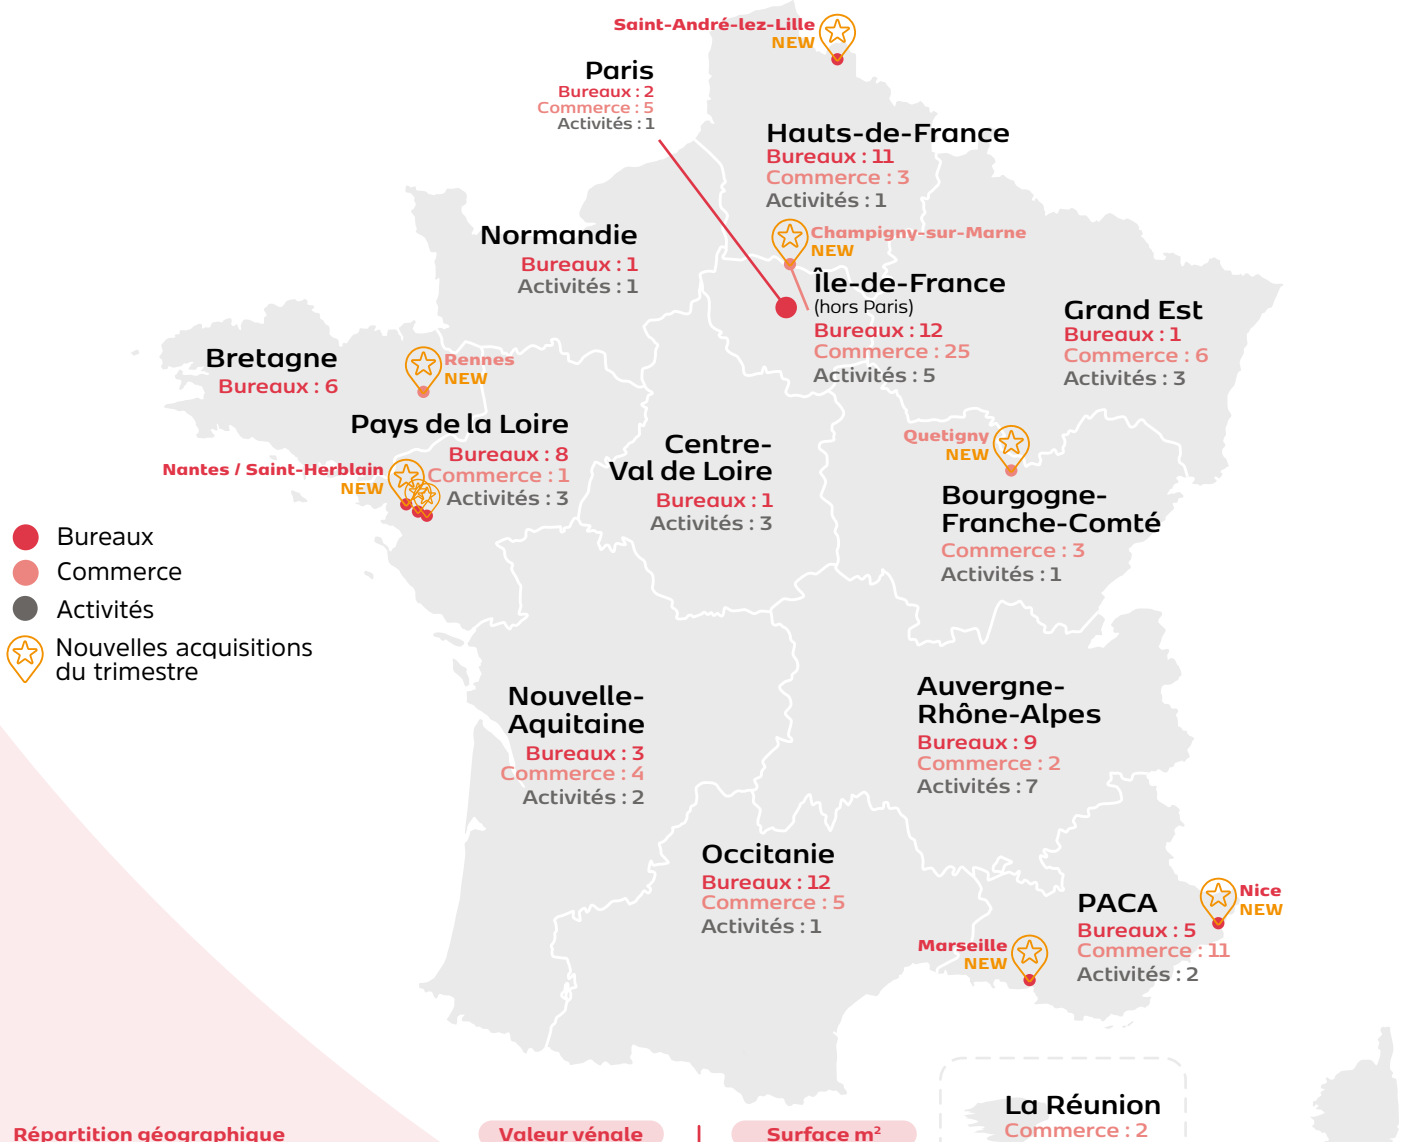 Saint-André-lez-Lille
NEW
Paris
Bureaux : 2
Commerce : 5
Activités : 1
Hauts-de-France
Bureaux : 11
Commerce : 3
Activités : 1
Normandie
Bureaux : 1
Activités : 1
Champigny-sur-Marne
NEW
Île-de-France
(hors Paris)
Bureaux : 12
Commerce : 25
Activités : 5
Grand Est
Bureaux : 1
Commerce : 6
Activités : 3
Bretagne
Bureaux : 6
Rennes
NEW
Pays de la Loire
Bureaux : 8
Commerce : 1
Activités : 3
Nantes / Saint-Herblain
NEW
Centre-
Val de Loire
Bureaux : 1
Activités : 3
Quetigny
NEW
Bourgogne-
Franche-Comté
Commerce : 3
Activités : 1
Bureaux
Commerce
Activités
Nouvelles acquisitions
du trimestre
Nouvelle-
Aquitaine
Bureaux : 3
Commerce : 4
Activités : 2
Auvergne-
Rhône-Alpes
Bureaux : 9
Commerce : 2
Activités : 7
Occitanie
Bureaux : 12
Commerce : 5
Activités : 1
PACA
Bureaux : 5
Commerce : 11
Activités : 2
Nice
NEW
Marseille
NEW
La Réunion
Commerce : 2
Répartition géographique
Valeur vénale
Surface m²